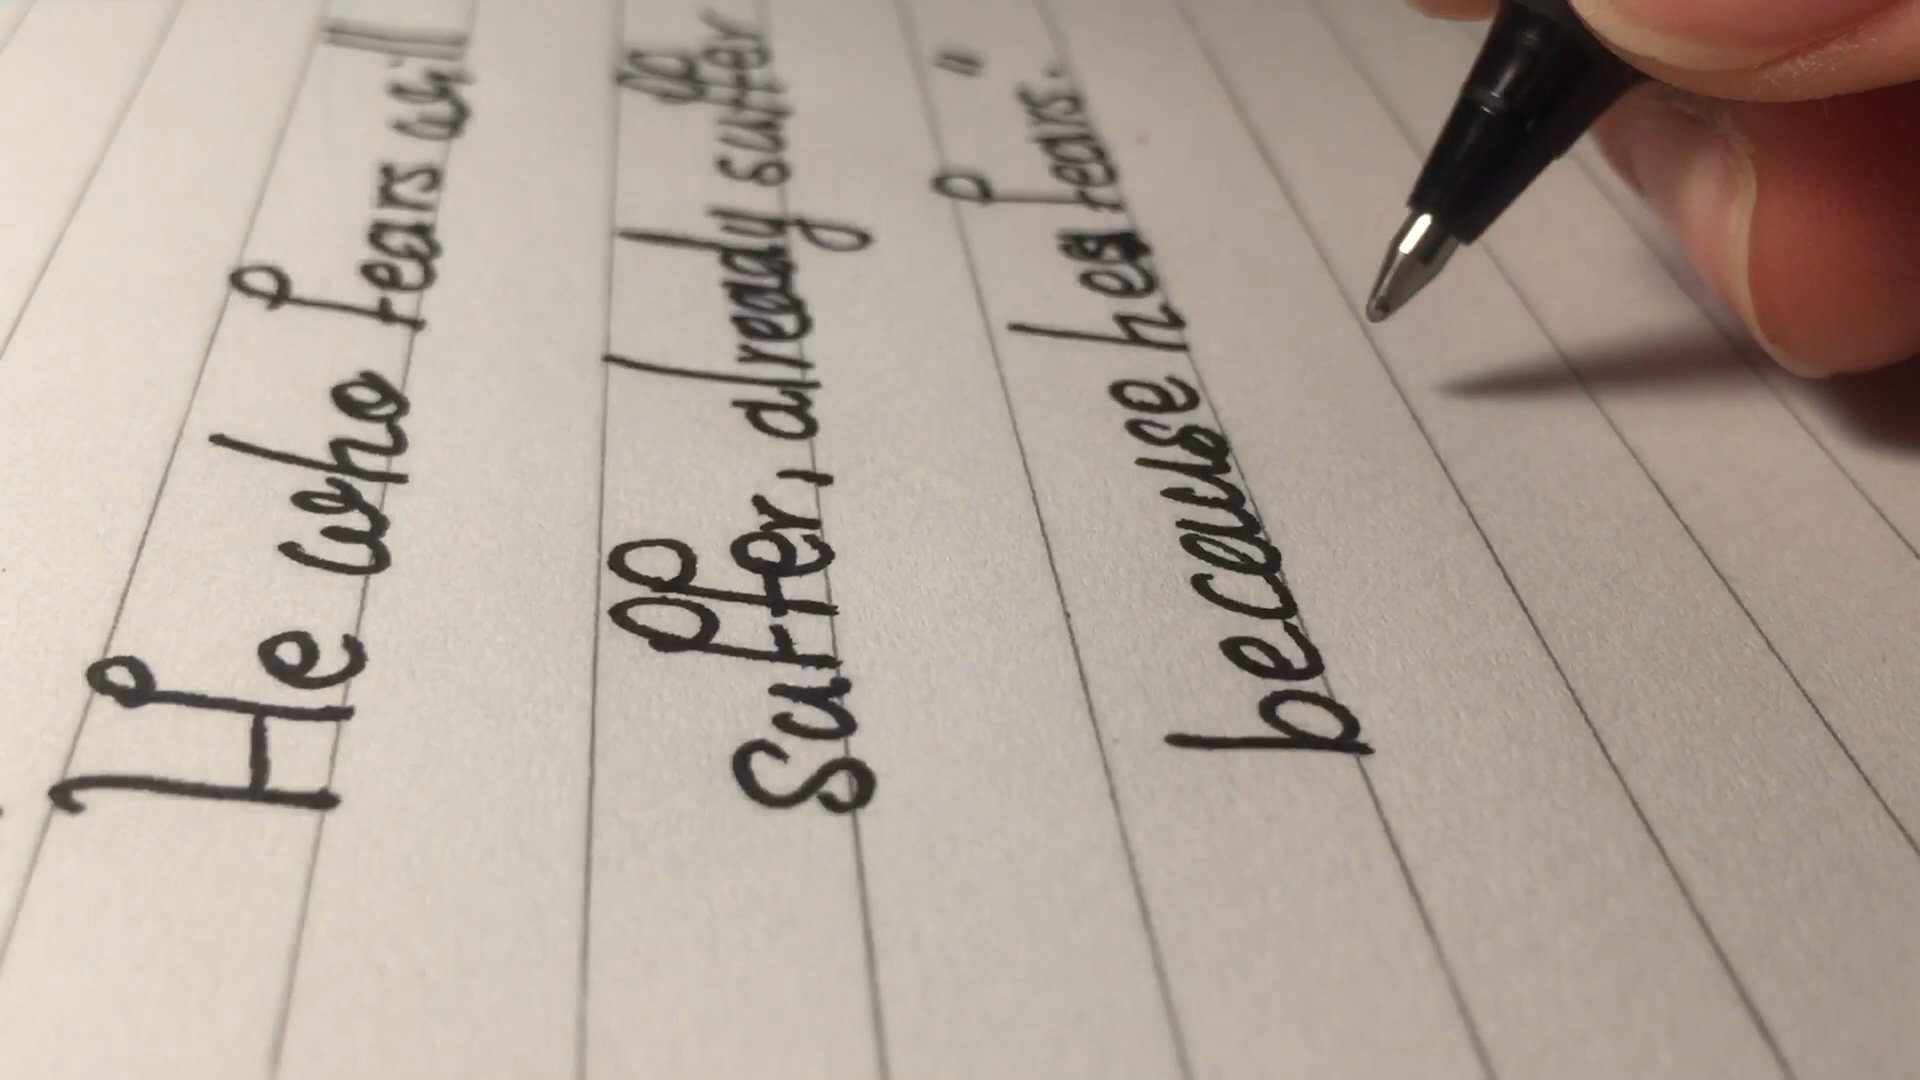 He who fears will
suffer, already suffer
because he fears."